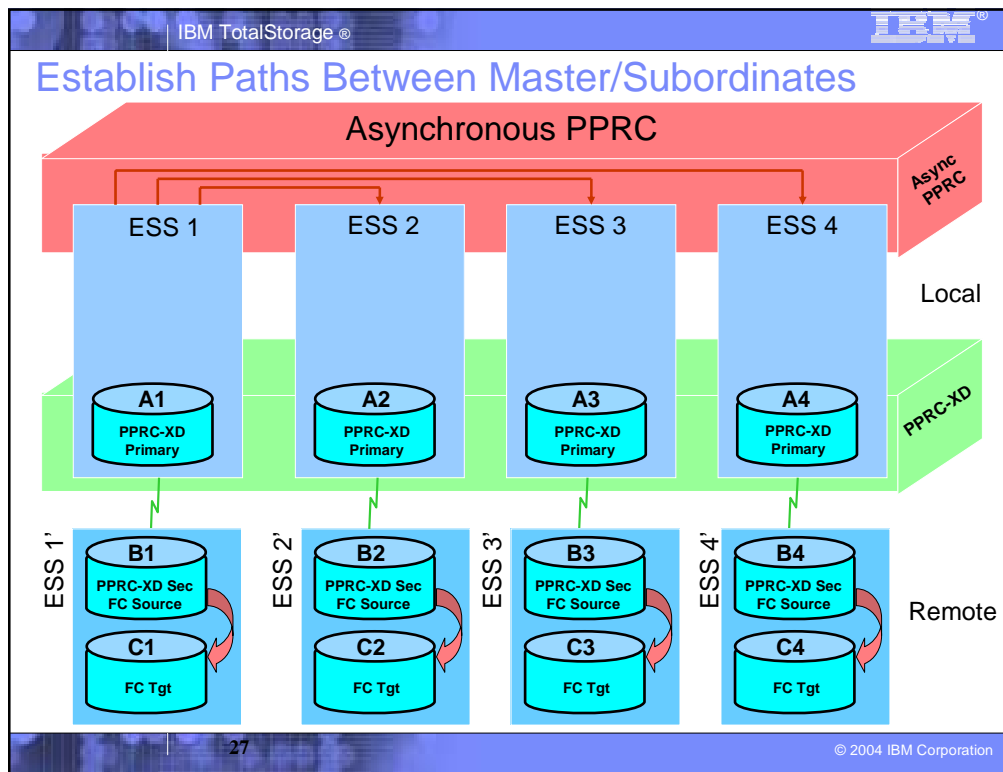 IBM TotalStorage ®
IBM®
Establish Paths Between Master/Subordinates
Asynchronous PPRC
Async
PPRC
ESS 1
ESS 2
ESS 3
ESS 4
Local
A1
PPRC-XD
Primary
A2
PPRC-XD
Primary
A3
PPRC-XD
Primary
A4
PPRC-XD
Primary
PPRC-XD
ESS 1'
B1
PPRC-XD Sec
FC Source
C1
FC Tgt
ESS 2'
B2
PPRC-XD Sec
FC Source
C2
FC Tgt
ESS 3'
B3
PPRC-XD Sec
FC Source
C3
FC Tgt
ESS 4'
B4
PPRC-XD Sec
FC Source
C4
FC Tgt
Remote
27
© 2004 IBM Corporation